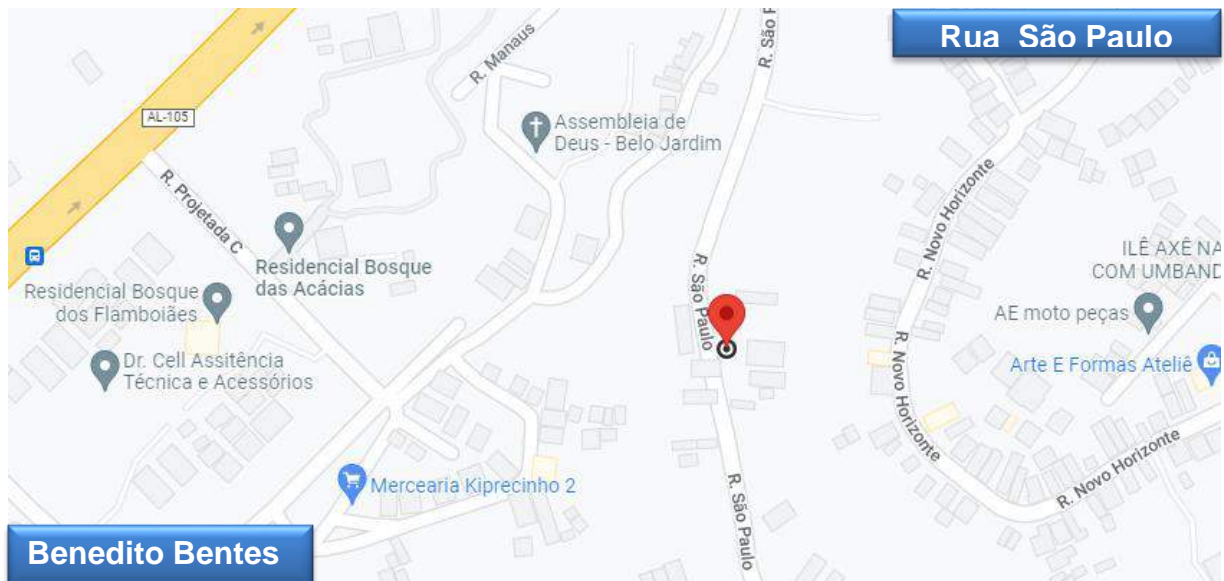 Rua São Paulo
R. Manaus
R. São P
AL-105
Assembleia de
Deus - Belo Jardim
R. Projetada C
R. Novo Horizonte
Residencial Bosque
das Acácias
ILÊ AXÊ NA
COM UMBAND
R. São Paulo
Residencial Bosque
dos Flamboiães
AE moto peças
Dr. Cell Assitência
Técnica e Acessórios
Arte E Formas Ateliê
R. Novo Horizonte
R. Novo Horizonte
Mercearia Kiprecinho 2
R. São Paulo
Benedito Bentes